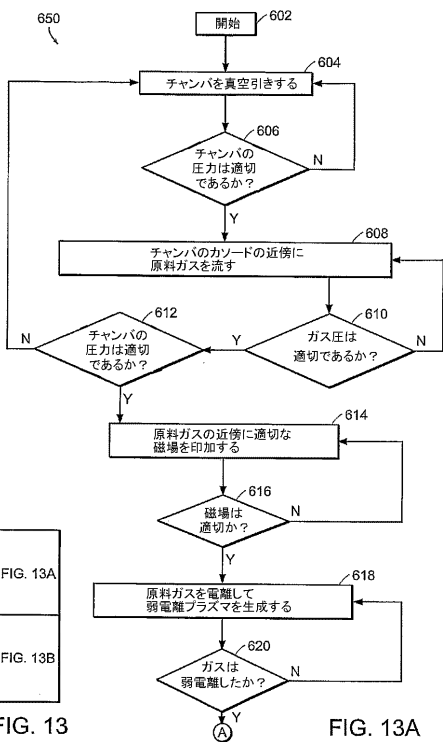 650
開始
602
604
チャンバを真空引きする
606
チャンバの
圧力は適切
であるか?
N
Y
608
チャンバのカソードの近傍に
原料ガスを流す
612
チャンバの
圧力は適切
であるか?
N
Y
Y
610
ガス圧は
適切であるか?
N
614
原料ガスの近傍に適切な
磁場を印加する
616
磁場は
適切か?
N
Y
618
原料ガスを電離して
弱電離プラズマを生成する
620
ガスは
弱電離したか?
N
Y
A
FIG. 13A
FIG. 13B
FIG. 13A